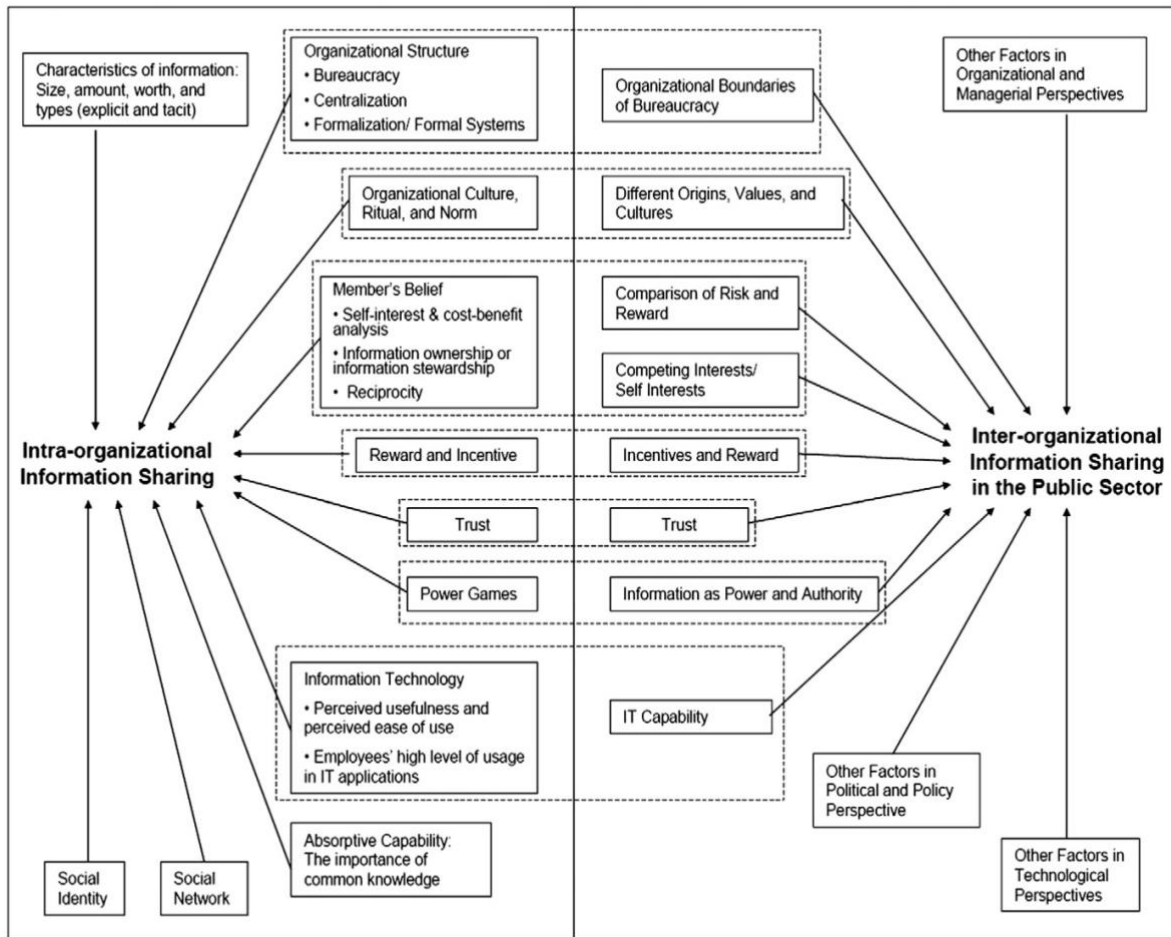 Characteristics of information:
Size, amount, worth, and
types (explicit and tacit)
Organizational Structure
• Bureaucracy
• Centralization
• Formalization/ Formal Systems
Organizational Boundaries
of Bureaucracy
Other Factors in
Organizational and
Managerial Perspectives
Organizational Culture,
Ritual, and Norm
Different Origins, Values, and
Cultures
Member's Belief
• Self-interest & cost-benefit
analysis
• Information ownership or
information stewardship
• Reciprocity
Comparison of Risk and
Reward
Competing Interests/
Self Interests
Intra-organizational
Information Sharing
Reward and Incentive
Incentives and Reward
Inter-organizational
Information Sharing
in the Public Sector
Trust
Trust
Power Games
Information as Power and Authority
Information Technology
• Perceived usefulness and
perceived ease of use
• Employees' high level of usage
in IT applications
IT Capability
Other Factors in
Political and Policy
Perspective
Absorptive Capability:
The importance of
common knowledge
Social
Identity
Social
Network
Other Factors in
Technological
Perspectives